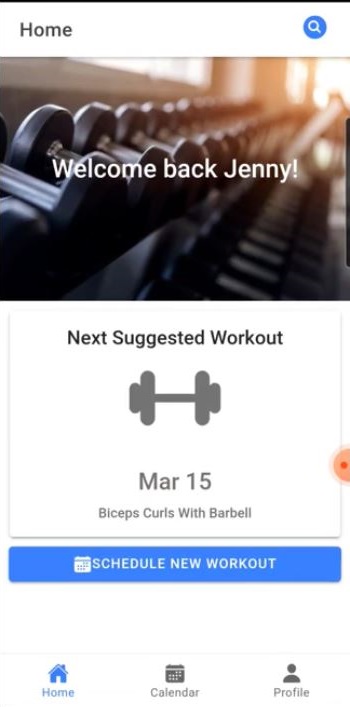 Home
Welcome back Jenny!
Next Suggested Workout
Mar 15
Biceps Curls With Barbell
SCHEDULE NEW WORKOUT
Home Calendar Profile